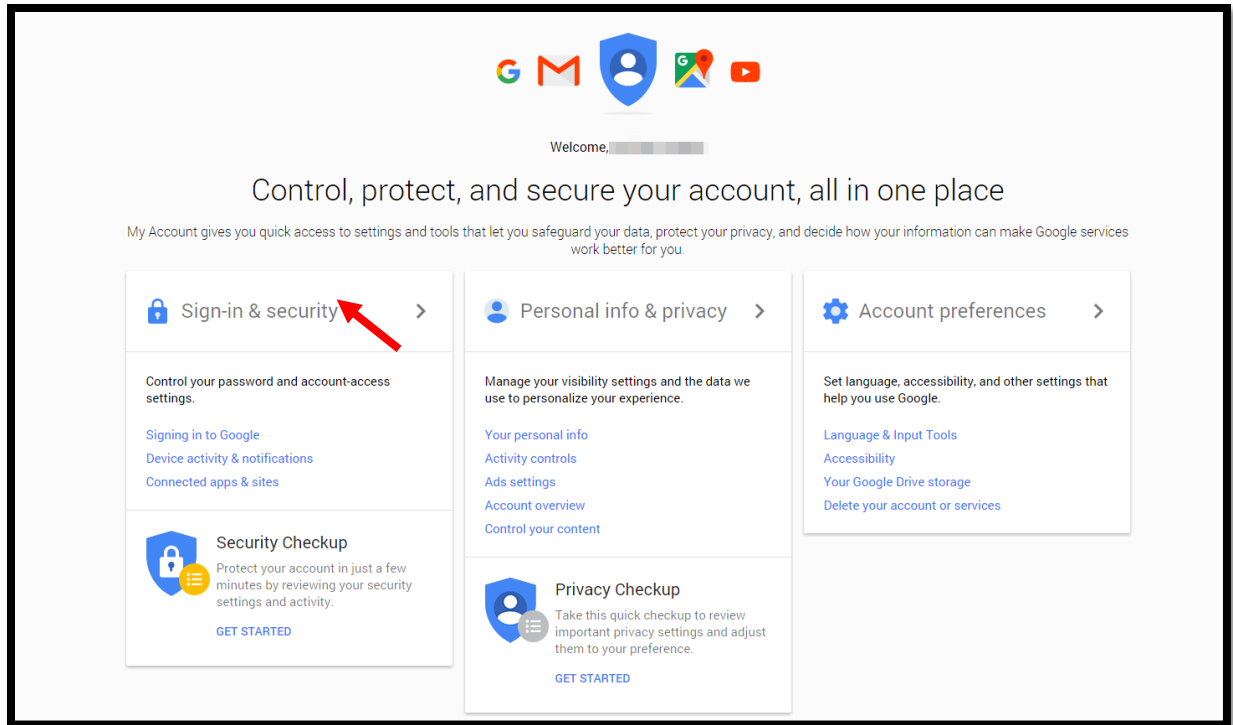 Welcome,
Control, protect, and secure your account, all in one place
My Account gives you quick access to settings and tools that let you safeguard your data, protect your privacy, and decide how your information can make Google services
work better for you.
Sign-in & security
Control your password and account-access
settings.
Signing in to Google
Device activity & notifications
Connected apps & sites
Security Checkup
Protect your account in just a few
minutes by reviewing your security
settings and activity.
GET STARTED
Personal info & privacy
Manage your visibility settings and the data we
use to personalize your experience.
Your personal info
Activity controls
Ads settings
Account overview
Control your content
Privacy Checkup
Take this quick checkup to review
important privacy settings and adjust
them to your preference.
GET STARTED
Account preferences
Set language, accessibility, and other settings that
help you use Google.
Language & Input Tools
Accessibility
Your Google Drive storage
Delete your account or services